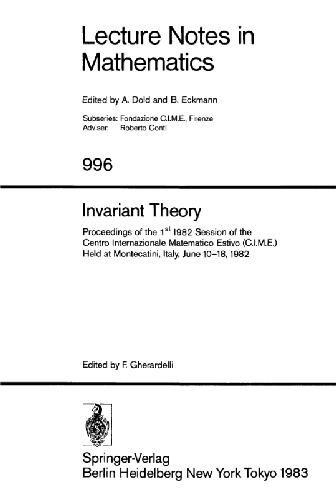 Lecture Notes in
Mathematics
Edited by A. Dold and B. Eckmann
Subseries: Fondazione C.I.M.E., Firenze
Adviser: Roberto Conti
996
Invariant Theory
Proceedings of the 1st 1982 Session of the
Centro Internazionale Matematico Estivo (C.I.M.E.)
Held at Montecatini, Italy, June 10–18, 1982
Edited by F. Gherardelli
Springer-Verlag
Berlin Heidelberg New York Tokyo 1983